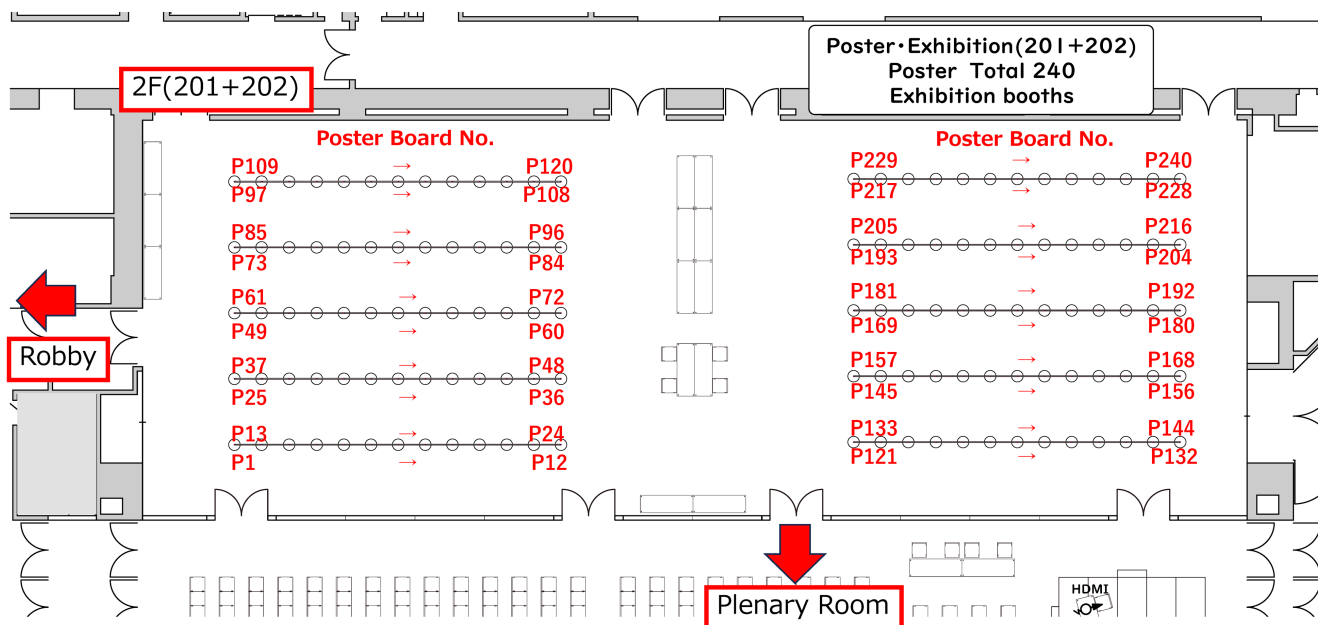 2F(201+202)
Poster・Exhibition(201+202)
Poster Total 240
Exhibition booths
Poster Board No.
P109 → P120
P97 → P108
P85 → P96
P73 → P84
P61 → P72
P49 → P60
P37 → P48
P25 → P36
P13 → P24
P1 → P12
Poster Board No.
P229 → P240
P217 → P228
P205 → P216
P193 → P204
P181 → P192
P169 → P180
P157 → P168
P145 → P156
P133 → P144
P121 → P132
Robby
Plenary Room
HDMI